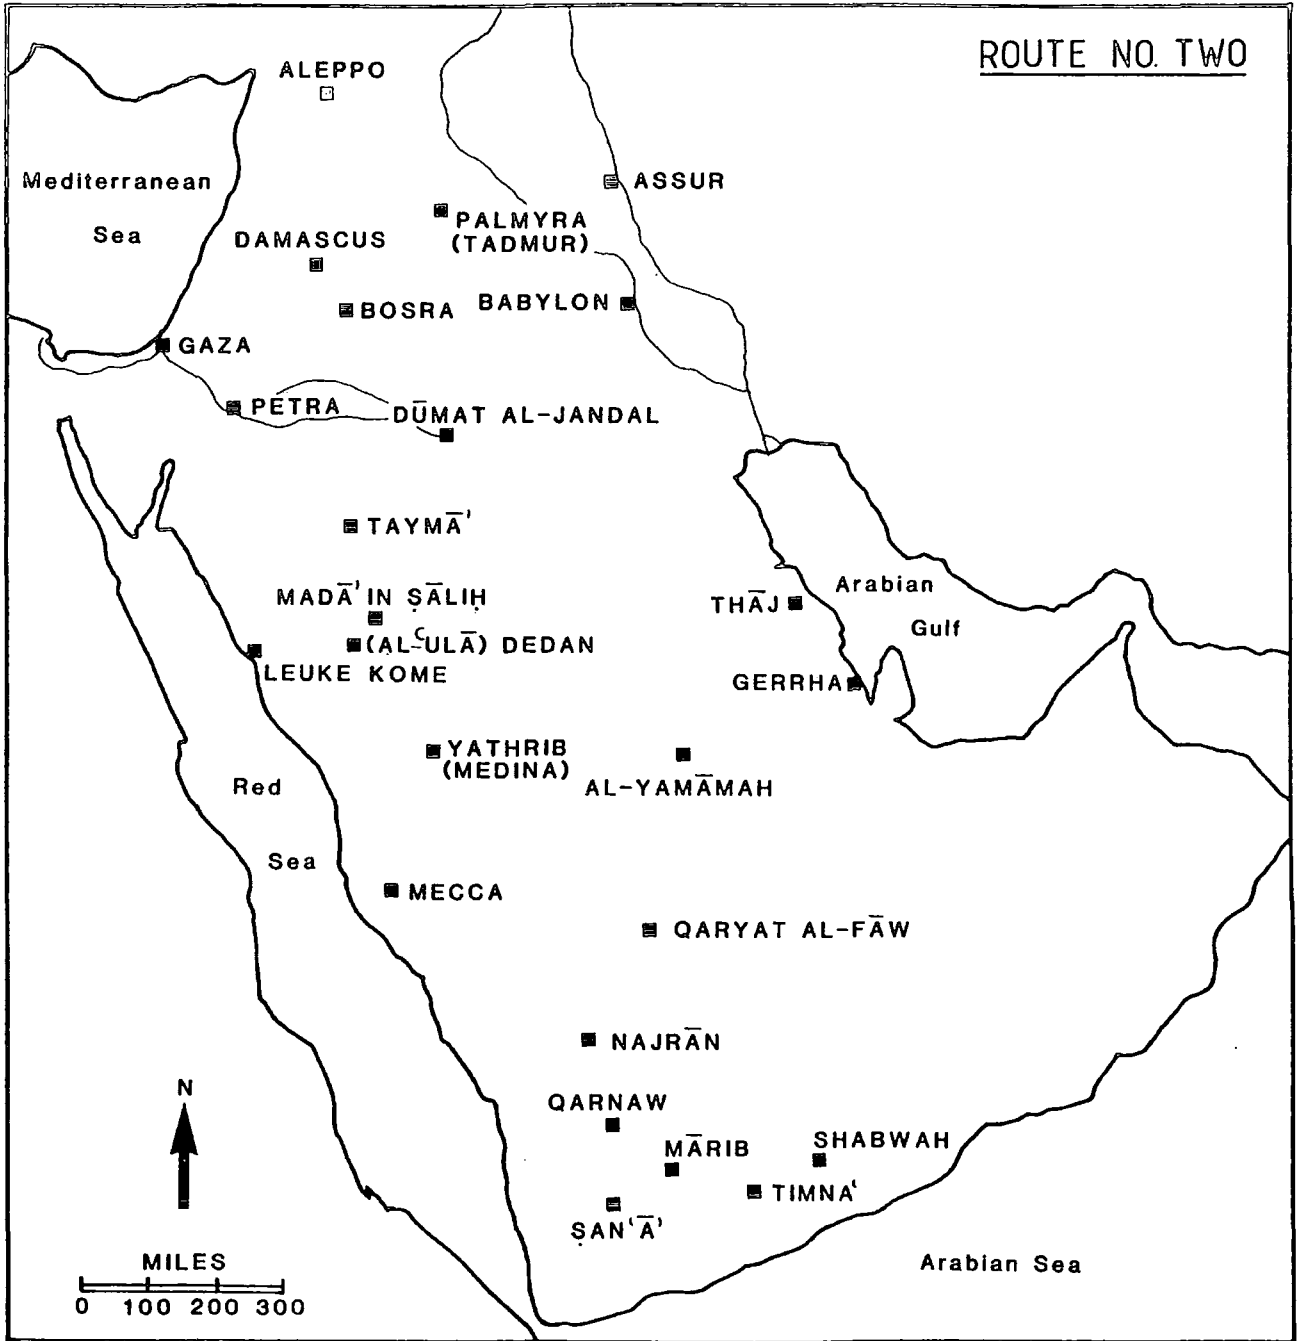 ROUTE NO. TWO
ALEPPO
Mediterranean
Sea
ASSUR
PALMYRA
(TADMUR)
DAMASCUS
BOSRA
BABYLON
GAZA
PETRA
DŪMAT AL-JANDAL
TAYMĀ'
MADĀ'IN ṢĀLIḤ
(AL-ʿULĀ) DEDAN
LEUKE KOME
THĀJ
Arabian
Gulf
GERRHA
YATHRIB
(MEDINA)
AL-YAMĀMAH
Red
Sea
MECCA
QARYAT AL-FĀW
NAJRĀN
N
QARNAW
MĀRIB
SHABWAH
TIMNAʿ
ṢANʿĀ'
MILES
0 100 200 300
Arabian Sea